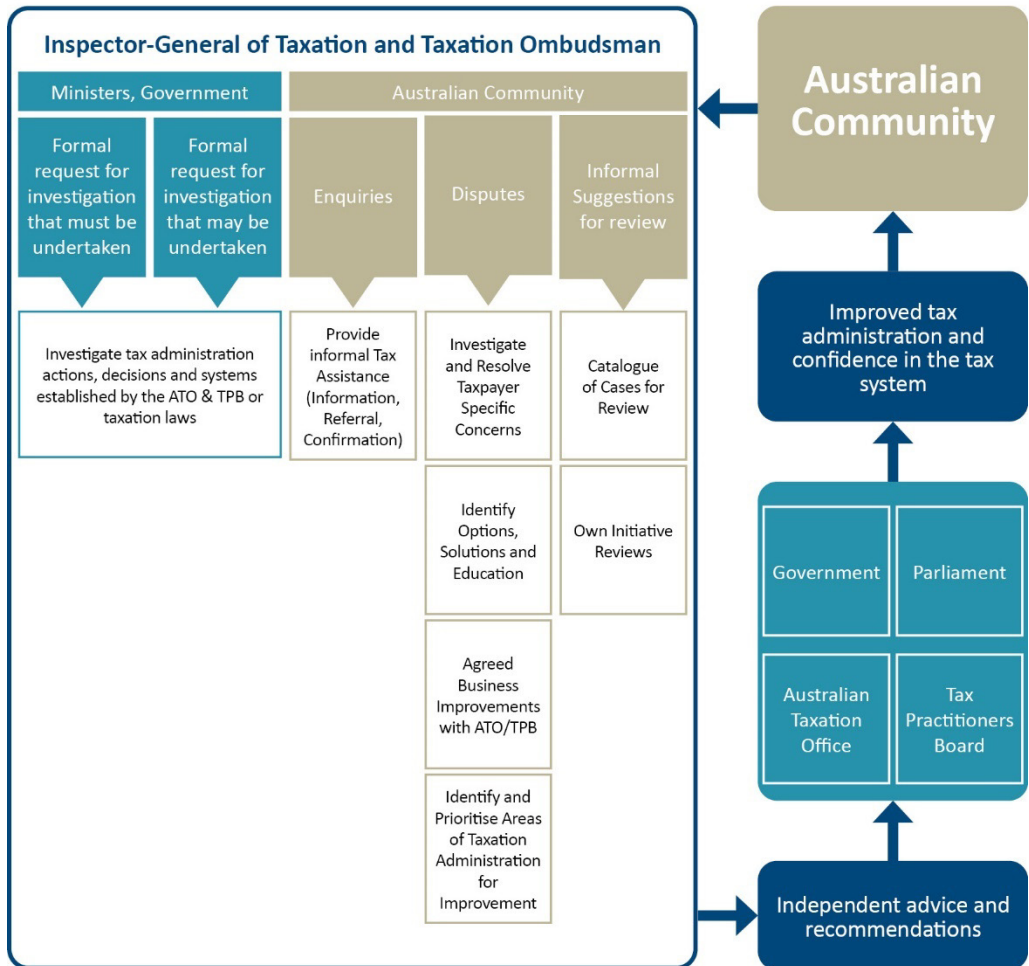 Inspector-General of Taxation and Taxation Ombudsman
Ministers, Government
Australian Community
Formal
request for
investigation
that must be
undertaken
Formal
request for
investigation
that may be
undertaken
Enquiries
Disputes
Informal
Suggestions
for review
Investigate tax administration
actions, decisions and systems
established by the ATO & TPB or
taxation laws
Provide
informal Tax
Assistance
(Information,
Referral,
Confirmation)
Investigate
and Resolve
Taxpayer
Specific
Concerns
Catalogue
of Cases for
Review
Identify
Options,
Solutions and
Education
Own Initiative
Reviews
Agreed
Business
Improvements
with ATO/TPB
Identify and
Prioritise Areas
of Taxation
Administration
for
Improvement
Australian
Community
Improved tax
administration and
confidence in the tax
system
Government
Parliament
Australian
Taxation
Office
Tax
Practitioners
Board
Independent advice and
recommendations